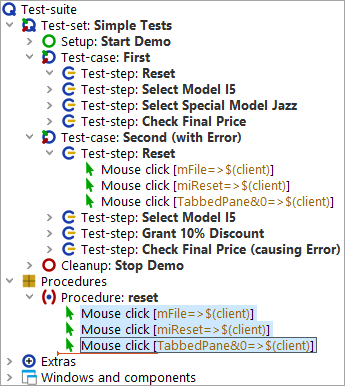 Test-suite
Test-set: Simple Tests
Setup: Start Demo
Test-case: First
Test-step: Reset
Test-step: Select Model I5
Test-step: Select Special Model Jazz
Test-step: Check Final Price
Test-case: Second (with Error)
Test-step: Reset
Mouse click [mFile=>$(client)]
Mouse click [miReset=>$(client)]
Mouse click [TabbedPane&0=>$(client)]
Test-step: Select Model I5
Test-step: Grant 10% Discount
Test-step: Check Final Price (causing Error)
Cleanup: Stop Demo
Procedures
Procedure: reset
Mouse click [mFile=>$(client)]
Mouse click [miReset=>$(client)]
Mouse click [TabbedPane&0=>$(client)]
Extras
Windows and components